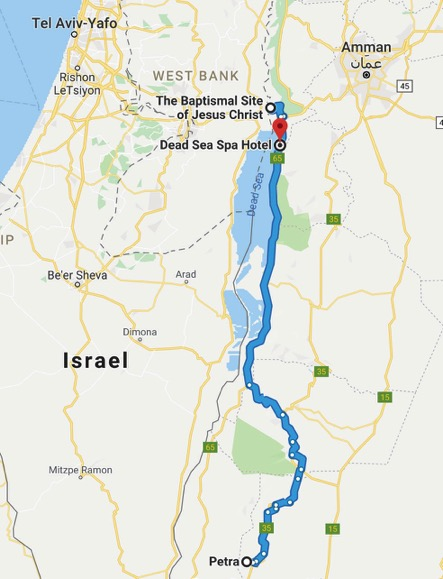 Tel Aviv-Yafo
Amman
عمان
Rishon
LeTsiyon
WEST BANK
45
The Baptismal Site
of Jesus Christ
4
Dead Sea Spa Hotel
65
Dead Sea
35
IP
Be'er Sheva
Arad
Dimona
Israel
35
15
65
Mitzpe Ramon
35
15
Petra